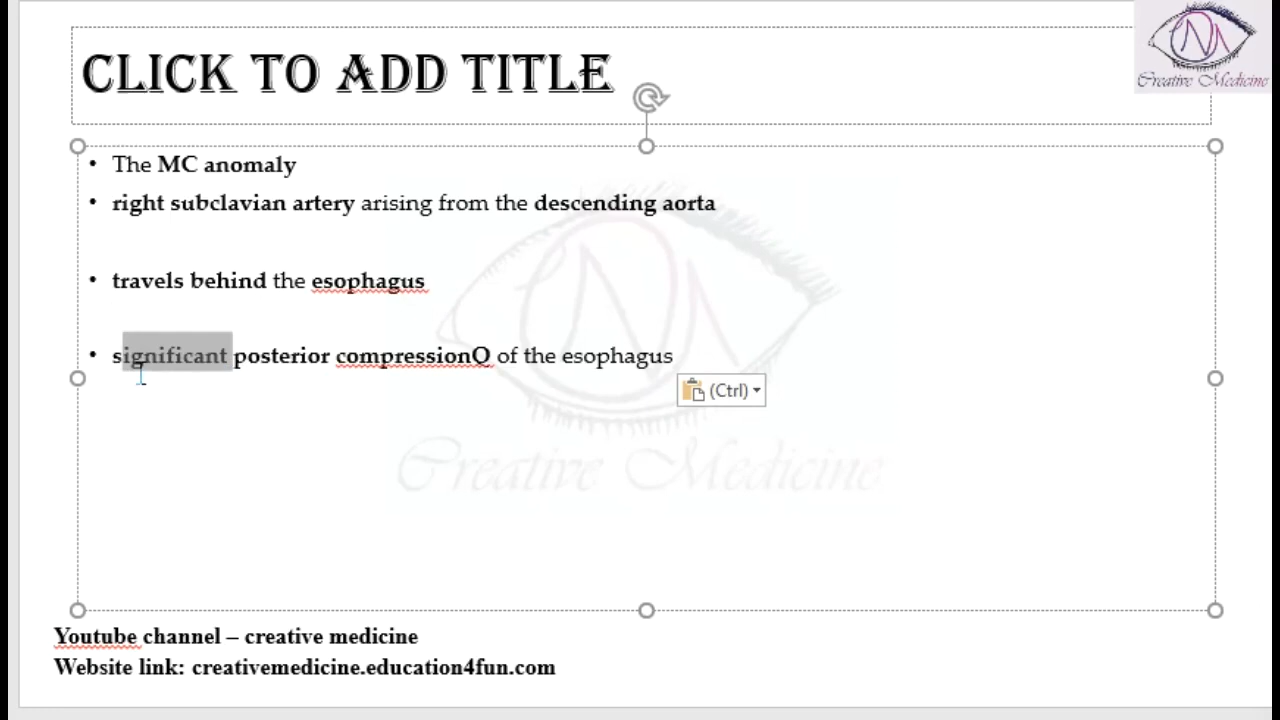 CLICK TO ADD TITLE
Creative Medicine
• The MC anomaly
• right subclavian artery arising from the descending aorta
• travels behind the esophagus
• significant posterior compressionQ of the esophagus
(Ctrl)
Creative Medicine
Youtube channel – creative medicine
Website link: creativemedicine.education4fun.com